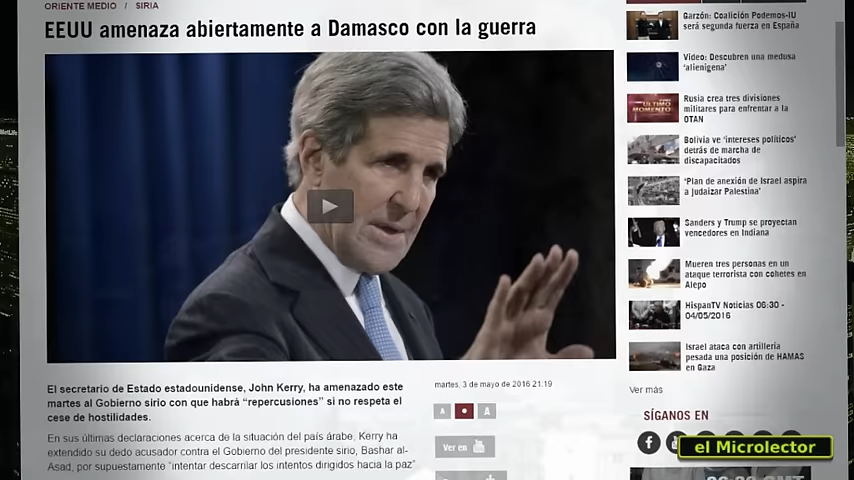 ORIENTE MEDIO / SIRIA
EEUU amenaza abiertamente a Damasco con la guerra
El secretario de Estado estadounidense, John Kerry, ha amenazado este
martes al Gobierno sirio con que habrá “repercusiones” si no respeta el
cese de hostilidades.
En sus últimas declaraciones acerca de la situación del país árabe, Kerry ha
extendido su dedo acusador contra el Gobierno del presidente sirio, Bashar al-
Asad, por supuestamente “intentar descarrilar los intentos dirigidos hacia la paz”
martes, 3 de mayo de 2016 21:19
A A
Ver en
Garzón: Coalición Podemos-IU
será segunda fuerza en España
Video: Descubren una medusa
'alienígena'
ÚLTIMO
MOMENTO
Rusia crea tres divisiones
militares para enfrentar a la
OTAN
Bolivia ve 'intereses políticos'
detrás de marcha de
discapacitados
'Plan de anexión de Israel aspira
a judaizar Palestina'
Sanders y Trump se proyectan
vencedores en Indiana
Mueren tres personas en un
ataque terrorista con cohetes en
Alepo
HispanTV Noticias 06:30 -
04/05/2016
Israel ataca con artillería
pesada una posición de HAMAS
en Gaza
Ver más
SÍGANOS EN
el Microlector